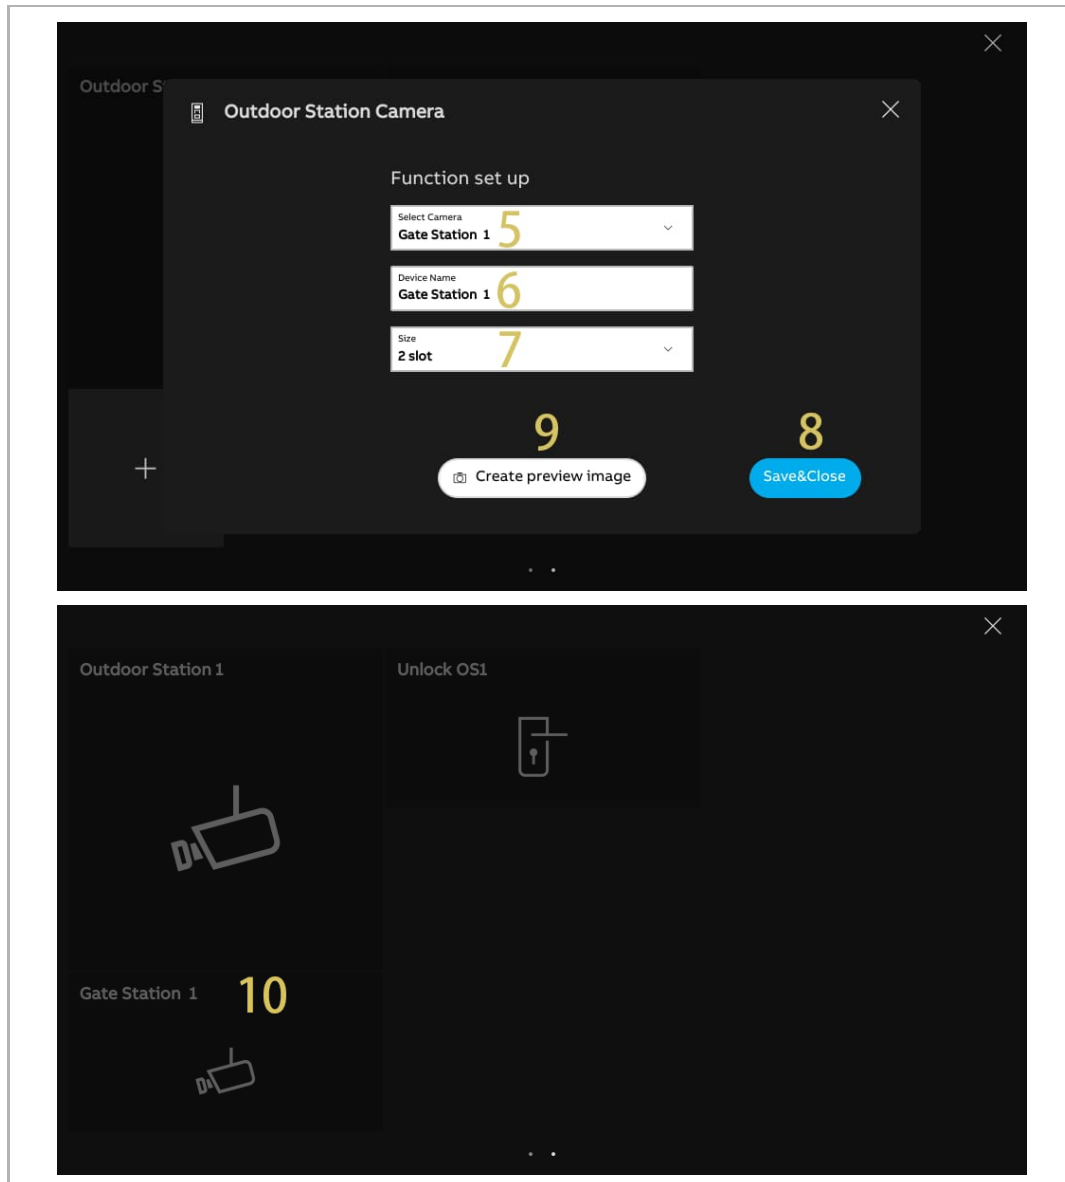 Outdoor S
Outdoor Station Camera
Function set up
Select Camera
Gate Station 1
5
Device Name
Gate Station 1
6
Size
2 slot
7
9
8
Create preview image
Save&Close
Outdoor Station 1
Unlock OS1
Gate Station 1
10